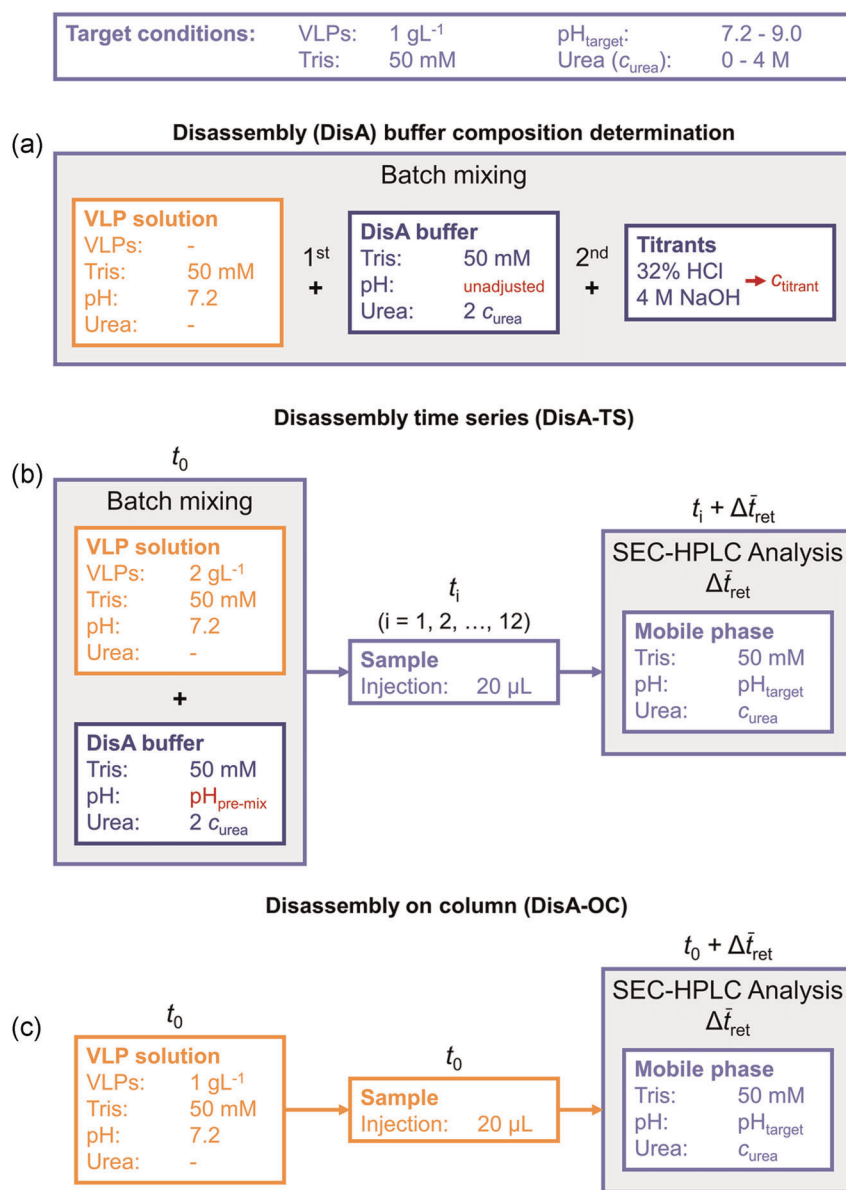 Target conditions: VLPs: 1 gL⁻¹ pH_target: 7.2 - 9.0
Tris: 50 mM Urea (c_urea): 0 - 4 M
(a) Disassembly (DisA) buffer composition determination
Batch mixing
VLP solution
VLPs: -
Tris: 50 mM
pH: 7.2
Urea: -
1st
+
DisA buffer
Tris: 50 mM
pH: unadjusted
Urea: 2 c_urea
2nd
+
Titrants
32% HCl
4 M NaOH
c_titrant
Disassembly time series (DisA-TS)
(b)
t₀
Batch mixing
VLP solution
VLPs: 2 gL⁻¹
Tris: 50 mM
pH: 7.2
Urea: -
+
DisA buffer
Tris: 50 mM
pH: pH_pre-mix
Urea: 2 c_urea
t_i
(i = 1, 2, ..., 12)
Sample
Injection: 20 µL
t_i + Δt̄_ret
SEC-HPLC Analysis
Δt̄_ret
Mobile phase
Tris: 50 mM
pH: pH_target
Urea: c_urea
Disassembly on column (DisA-OC)
(c)
t₀
VLP solution
VLPs: 1 gL⁻¹
Tris: 50 mM
pH: 7.2
Urea: -
t₀
Sample
Injection: 20 µL
t₀ + Δt̄_ret
SEC-HPLC Analysis
Δt̄_ret
Mobile phase
Tris: 50 mM
pH: pH_target
Urea: c_urea